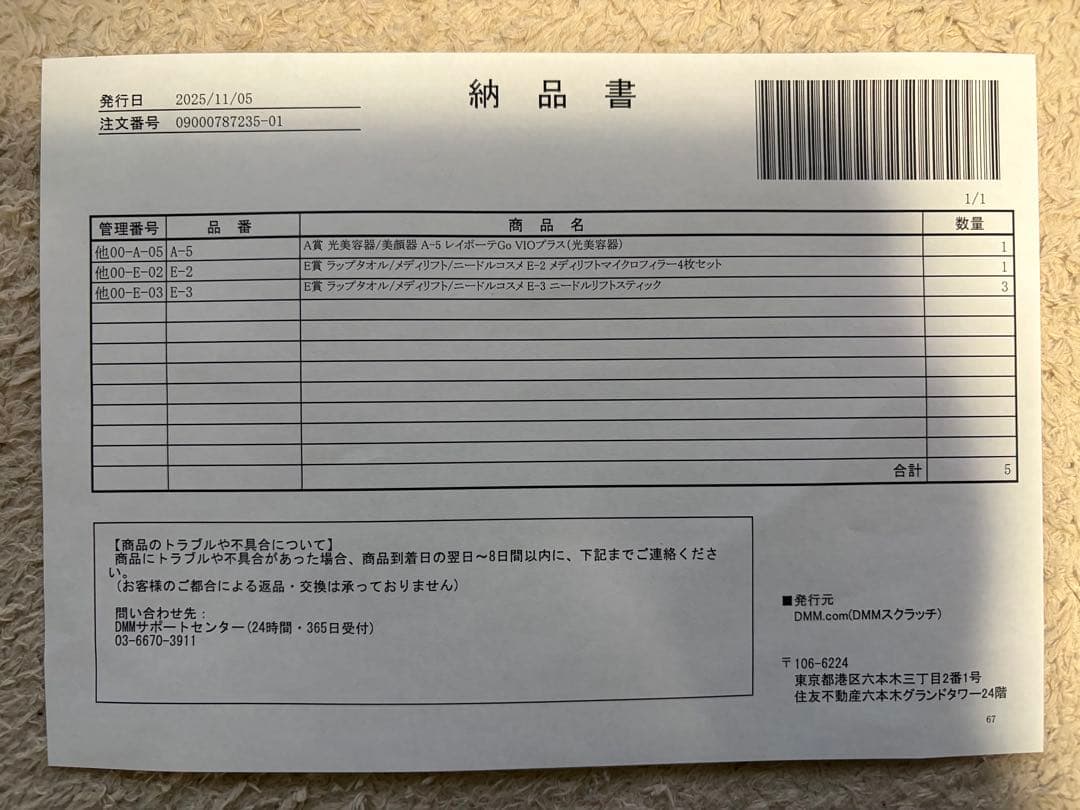 納 品 書
発行日 2025/11/05
注文番号 09000787235-01
1/1
管理番号 品 番 商 品 名 数量
他00-A-05 A-5 A賞 光美容器/美顔器 A-5 レイボーテGo VIOプラス(光美容器) 1
他00-E-02 E-2 E賞 ラップタオル/メディリフト/ニードルコスメ E-2 メディリフトマイクロフィラー4枚セット 1
他00-E-03 E-3 E賞 ラップタオル/メディリフト/ニードルコスメ E-3 ニードルリフトスティック 3
合計 5
【商品のトラブルや不具合について】
商品にトラブルや不具合があった場合、商品到着日の翌日～8日間以内に、下記までご連絡くださ
い。
（お客様のご都合による返品・交換は承っておりません）
問い合わせ先：
DMMサポートセンター(24時間・365日受付)
03-6670-3911
■発行元
DMM.com(DMMスクラッチ)
〒106-6224
東京都港区六本木三丁目2番1号
住友不動産六本木グランドタワー24階
67